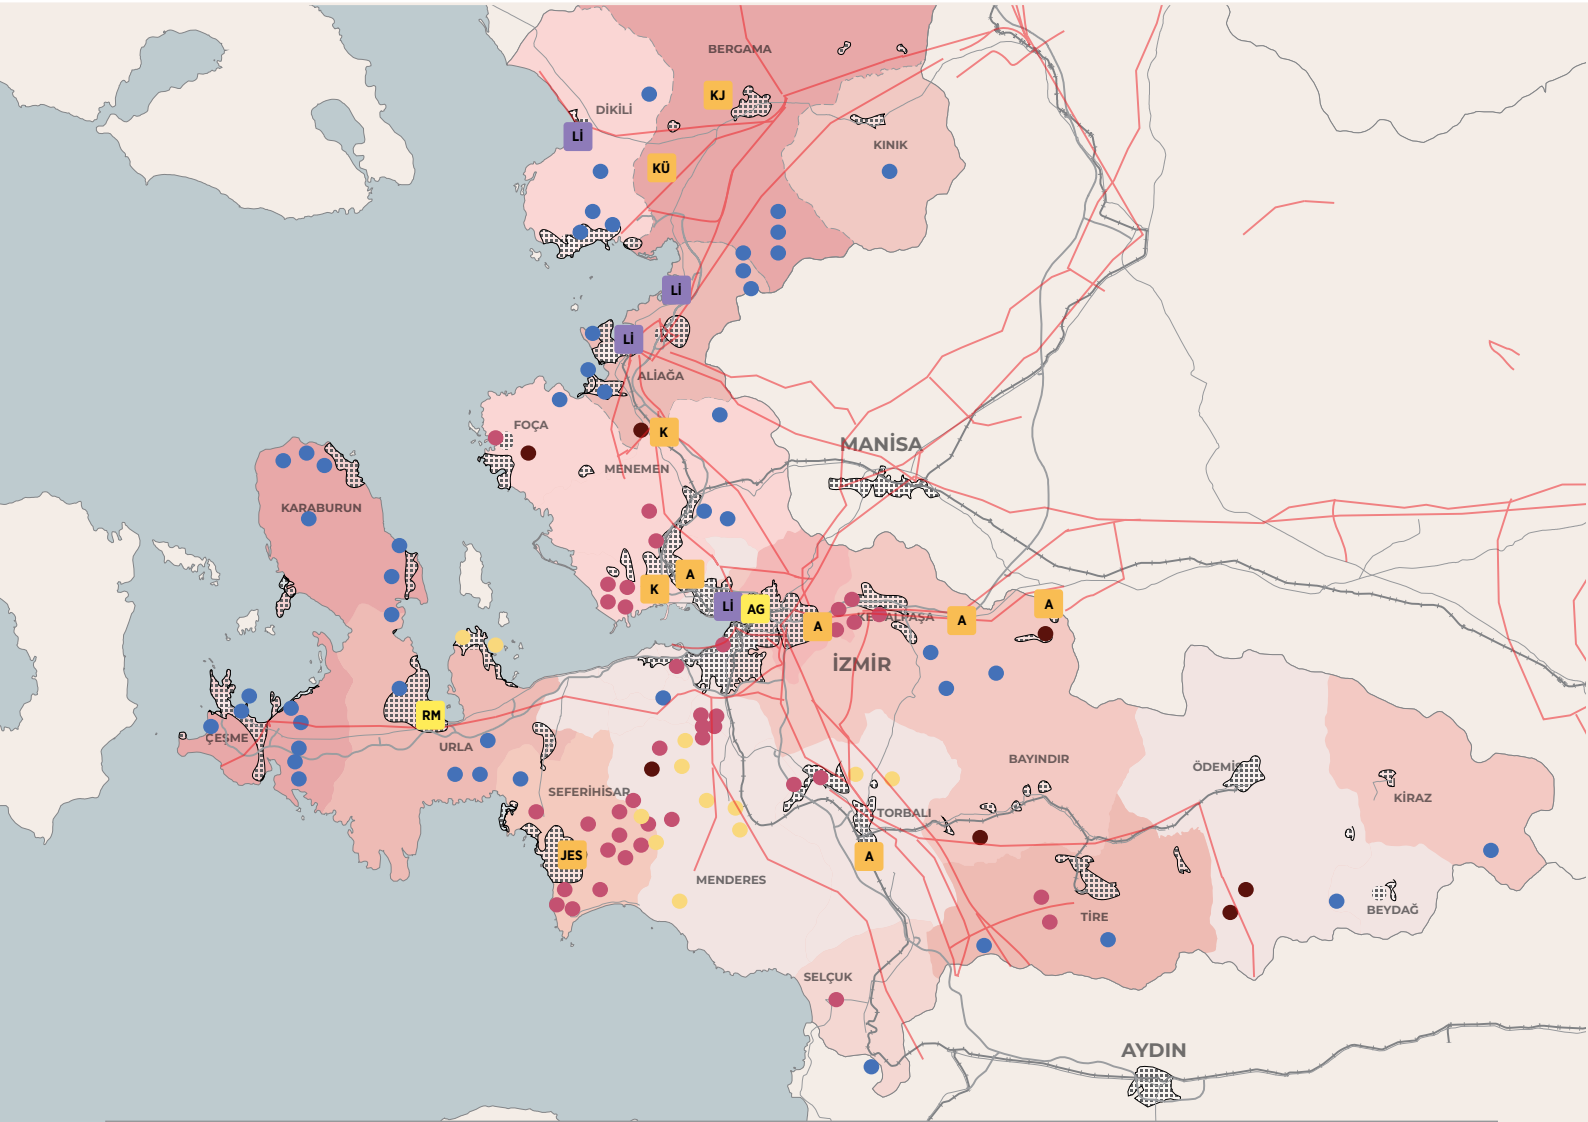 BERGAMA
KJ
DİKİLİ
Lİ
KINIK
KÜ
Lİ
Lİ
ALİAĞA
FOÇA
K
MANİSA
MENEMEN
KARABURUN
A
K
Lİ
AG
A
KEMALPAŞA
A
A
İZMİR
RM
ÇEŞME
URLA
BAYINDIR
ÖDEMİŞ
SEFERİHİSAR
KİRAZ
TORBALI
JES
A
MENDERES
TİRE
BEYDAĞ
SELÇUK
AYDIN